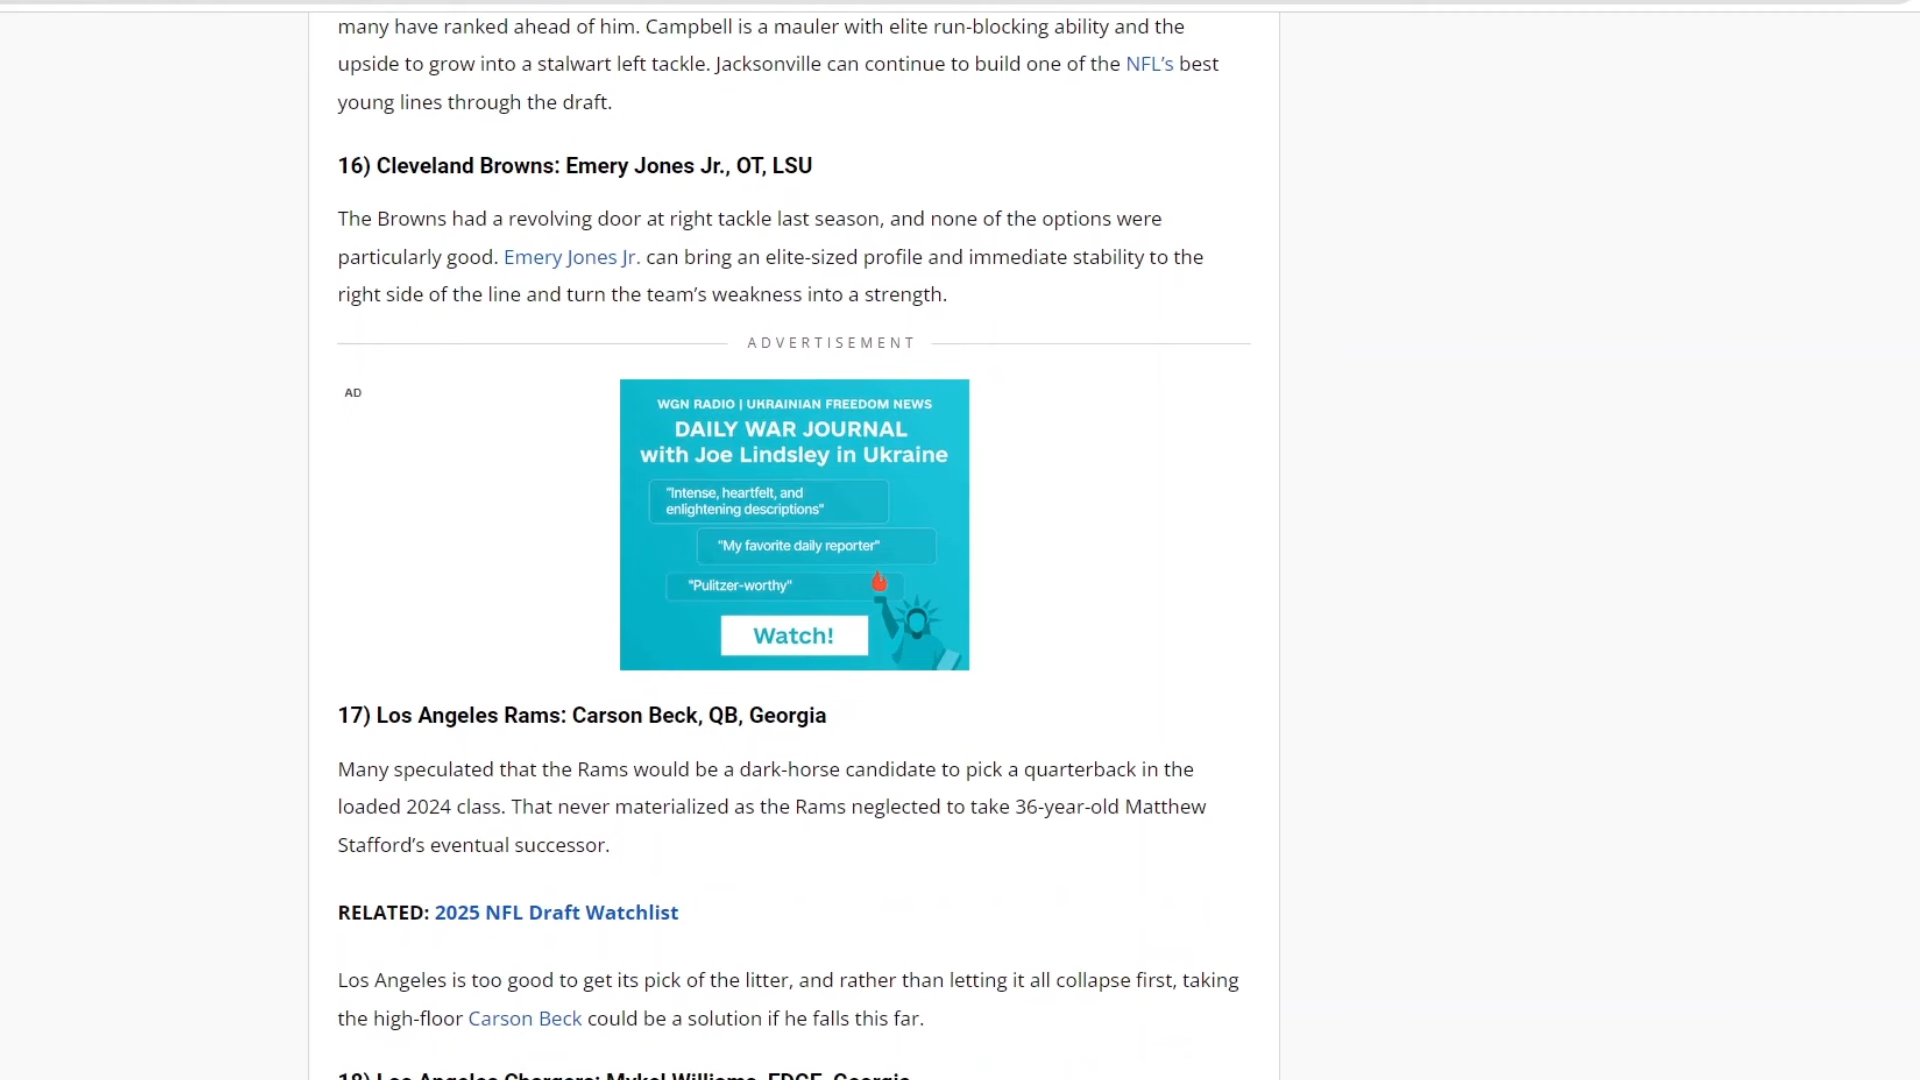 many have ranked ahead of him. Campbell is a mauler with elite run-blocking ability and the
upside to grow into a stalwart left tackle. Jacksonville can continue to build one of the NFL's best
young lines through the draft.
16) Cleveland Browns: Emery Jones Jr., OT, LSU
The Browns had a revolving door at right tackle last season, and none of the options were
particularly good. Emery Jones Jr. can bring an elite-sized profile and immediate stability to the
right side of the line and turn the team's weakness into a strength.
ADVERTISEMENT
AD
WGN RADIO | UKRAINIAN FREEDOM NEWS
DAILY WAR JOURNAL
with Joe Lindsley in Ukraine
"Intense, heartfelt, and
enlightening descriptions"
"My favorite daily reporter"
"Pulitzer-worthy"
Watch!
17) Los Angeles Rams: Carson Beck, QB, Georgia
Many speculated that the Rams would be a dark-horse candidate to pick a quarterback in the
loaded 2024 class. That never materialized as the Rams neglected to take 36-year-old Matthew
Stafford's eventual successor.
RELATED: 2025 NFL Draft Watchlist
Los Angeles is too good to get its pick of the litter, and rather than letting it all collapse first, taking
the high-floor Carson Beck could be a solution if he falls this far.
18) Los Angeles Chargers: Mykel Williams, EDGE, Georgia